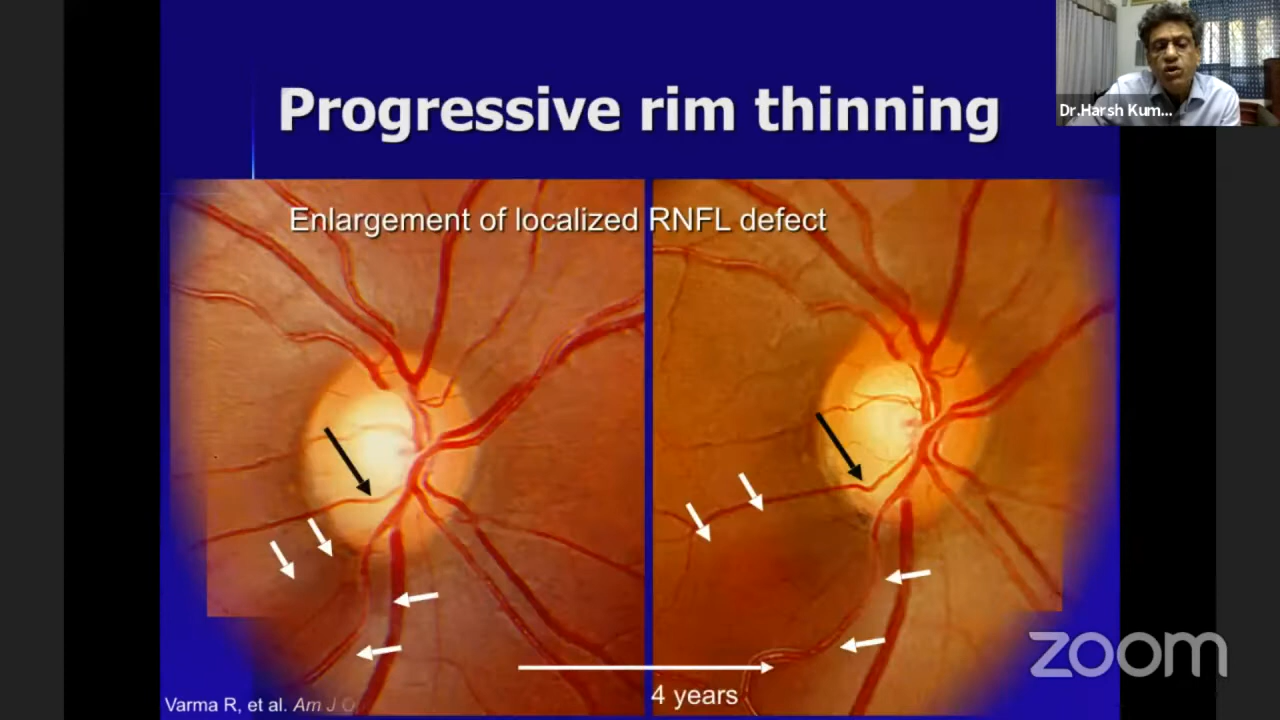 Progressive rim thinning
Dr.Harsh Kum...
Enlargement of localized RNFL defect
4 years
Varma R, et al. Am J O
zoom